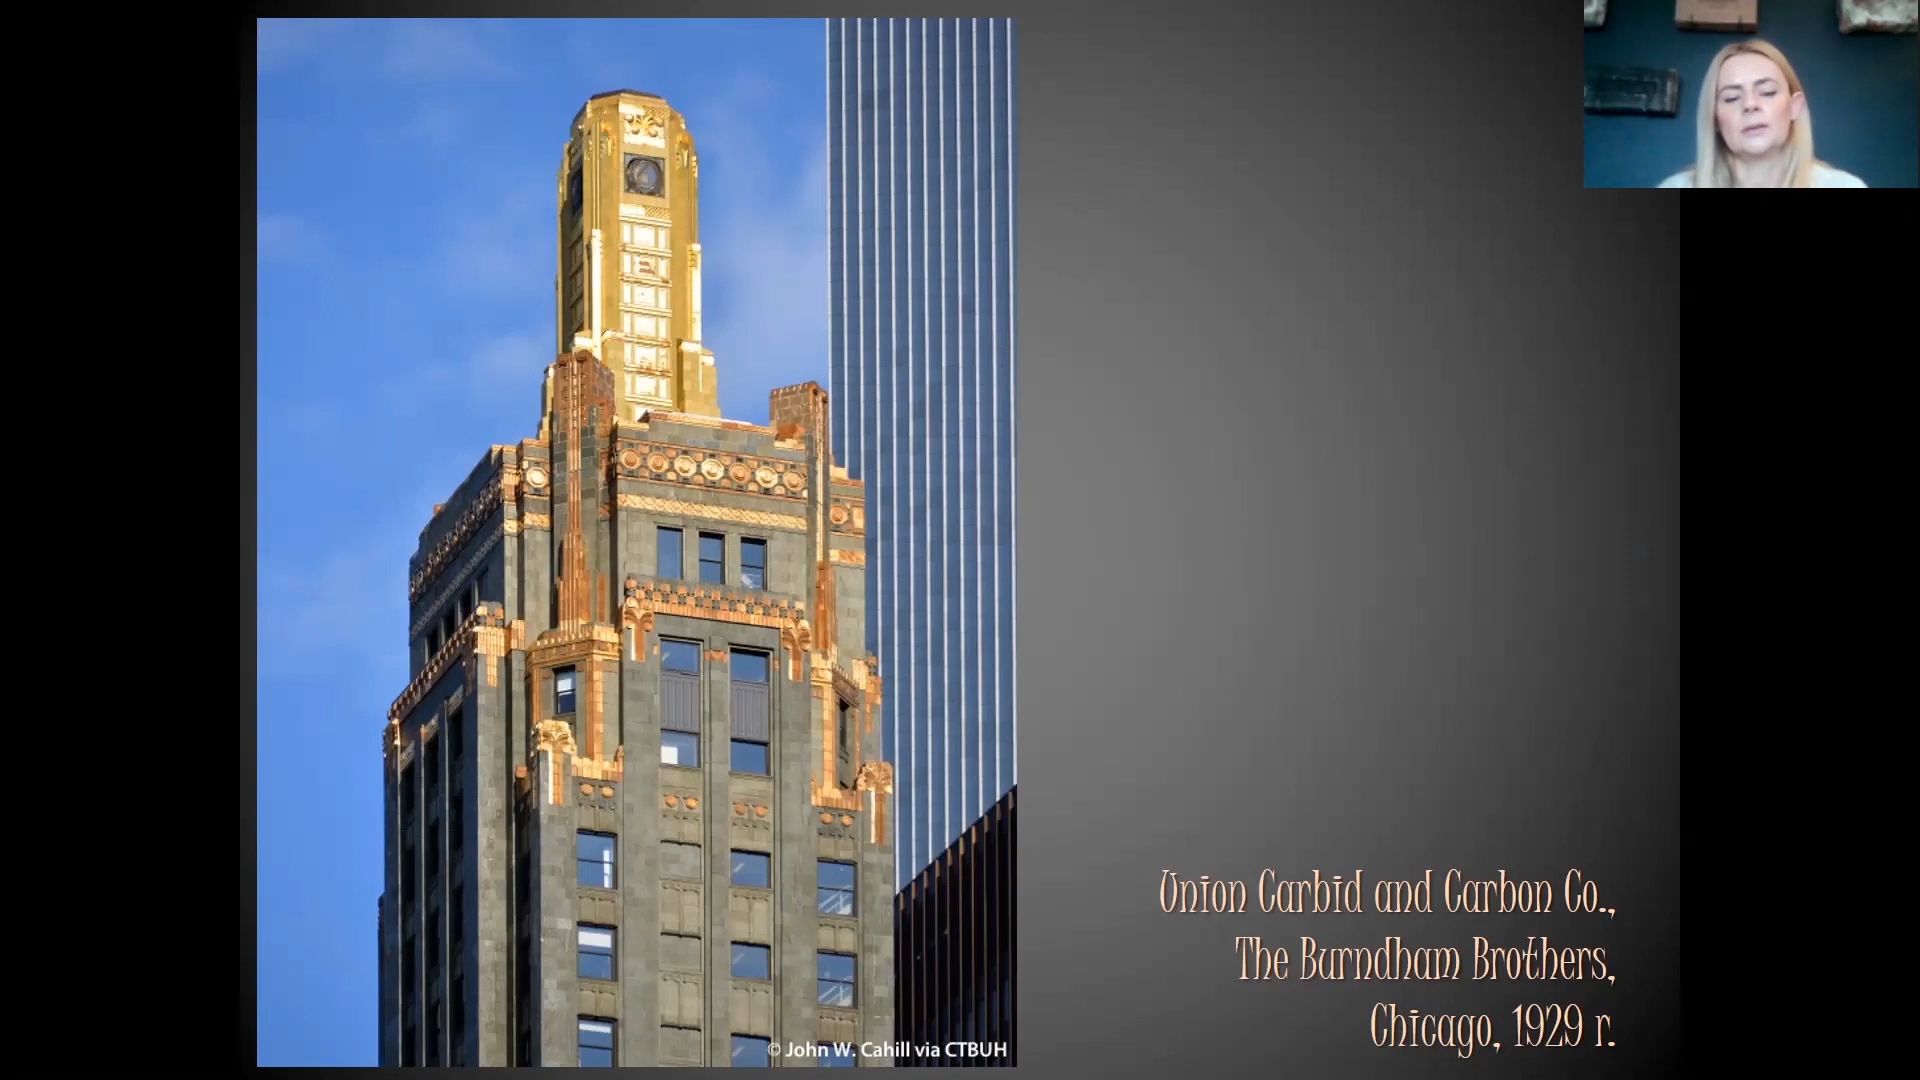 Union Carbid and Carbon Co.,
The Burndham Brothers,
Chicago, 1929 r.
© John W. Cahill via CTBUH